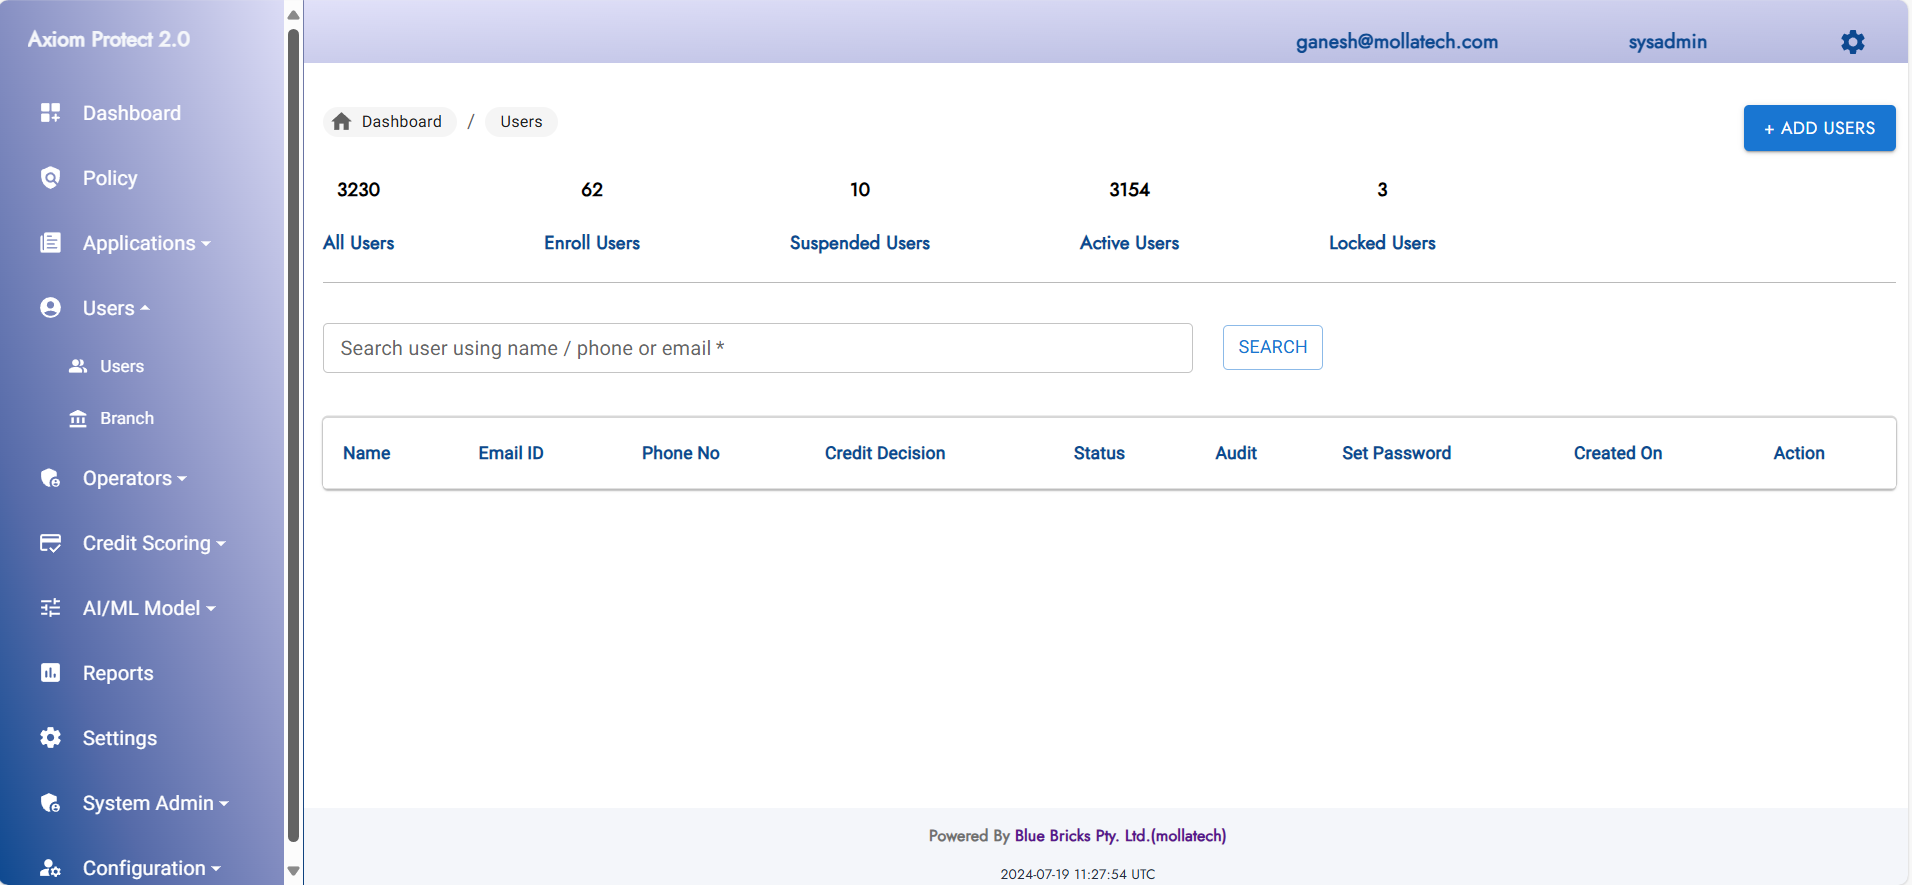 Axiom Protect 2.0
Dashboard
Policy
Applications
Users
Users
Branch
Operators
Credit Scoring
AI/ML Model
Reports
Settings
System Admin
Configuration
ganesh@mollatech.com sysadmin
Dashboard / Users
+ ADD USERS
3230 62 10 3154 3
All Users Enroll Users Suspended Users Active Users Locked Users
Search user using name / phone or email * SEARCH
Name Email ID Phone No Credit Decision Status Audit Set Password Created On Action
Powered By Blue Bricks Pty. Ltd.(mollatech)
2024-07-19 11:27:54 UTC